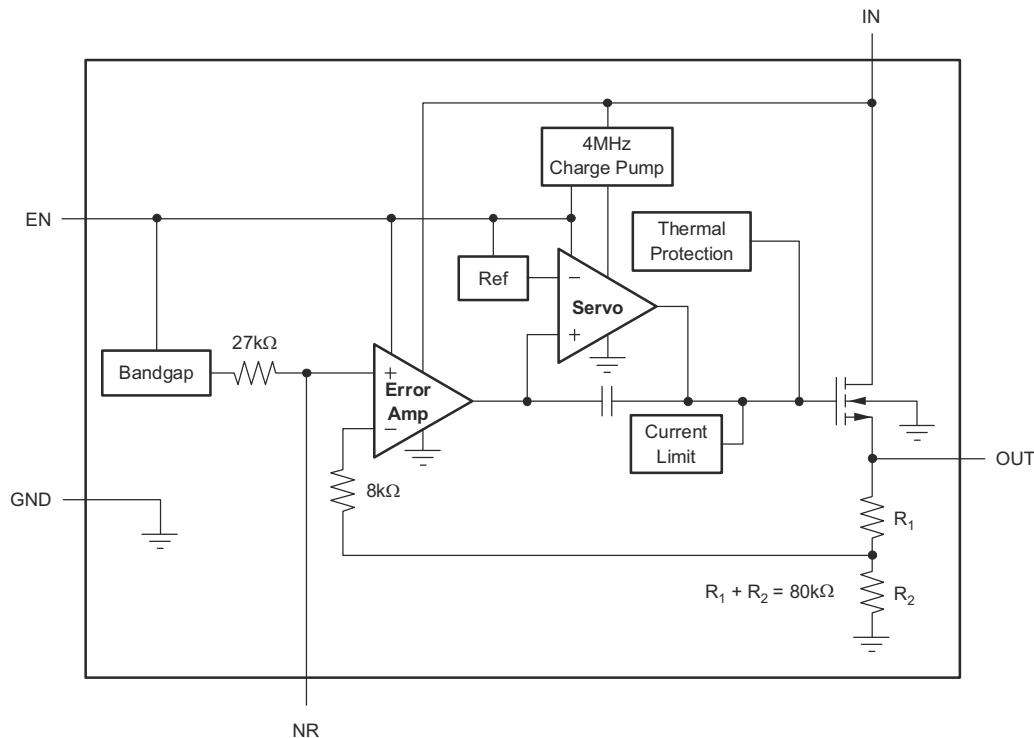 IN
4MHz
Charge Pump
EN
Thermal
Protection
Ref
−
Servo
+
27kΩ
Bandgap
+
Error
Amp
−
Current
Limit
OUT
8kΩ
GND
R1
R1 + R2 = 80kΩ
R2
NR